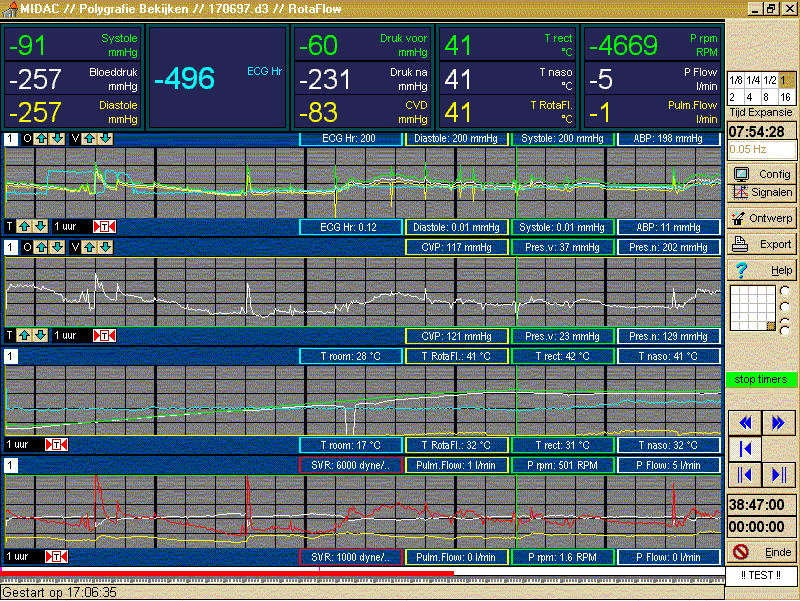 MIDAC // Polygrafie Bekijken // 170697.d3 // RotaFlow
-91 Systole mmHg
-257 Bloeddruk mmHg
-257 Diastole mmHg
-496 ECG Hr
-60 Druk voor mmHg
-231 Druk na mmHg
-83 CVD mmHg
41 T rect °C
41 T naso °C
41 T RotaFl. °C
-4669 P rpm RPM
-5 P Flow l/min
-1 Pulm.Flow l/min
1/8 1/4 1/2 1
2 4 8 16
Tijd Expansie
07:54:28
0.05 Hz
Config
Signalen
Ontwerp
Export
Help
stop timers
38:47:00
00:00:00
Einde
!! TEST !!
1 O V ECG Hr: 200 Diastole: 200 mmHg Systole: 200 mmHg ABP: 198 mmHg
T 1 uur T ECG Hr: 0.12 Diastole: 0.01 mmHg Systole: 0.01 mmHg ABP: 11 mmHg
1 O V CVP: 117 mmHg Pres.v: 37 mmHg Pres.n: 202 mmHg
T 1 uur T CVP: 121 mmHg Pres.v: 23 mmHg Pres.n: 129 mmHg
1 T room: 28 °C T RotaFl.: 41 °C T rect: 42 °C T naso: 41 °C
1 uur T T room: 17 °C T RotaFl.: 32 °C T rect: 31 °C T naso: 32 °C
1 SVR: 6000 dyne/.. Pulm.Flow: 1 l/min P rpm: 501 RPM P Flow: 5 l/min
1 uur T SVR: 1000 dyne/.. Pulm.Flow: 0 l/min P rpm: 1.6 RPM P Flow: 0 l/min
Gestart op 17:06:35